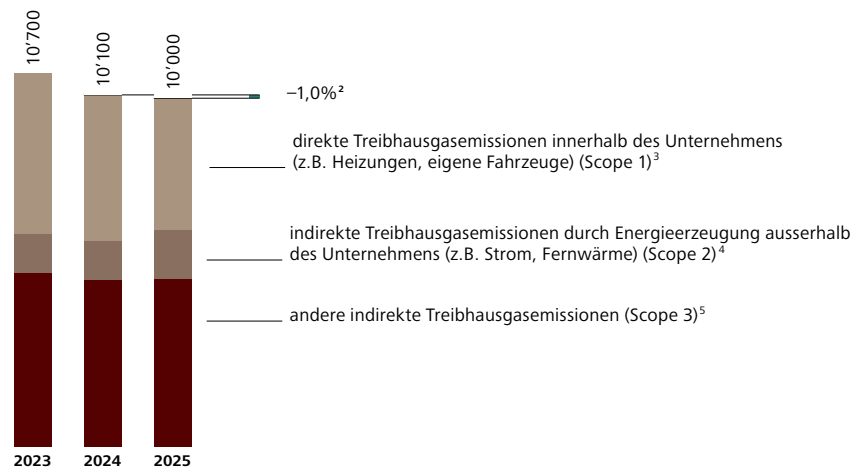 10’700
10’100
10’000
–1,0%²
direkte Treibhausgasemissionen innerhalb des Unternehmens
(z.B. Heizungen, eigene Fahrzeuge) (Scope 1)³
indirekte Treibhausgasemissionen durch Energieerzeugung ausserhalb
des Unternehmens (z.B. Strom, Fernwärme) (Scope 2)⁴
andere indirekte Treibhausgasemissionen (Scope 3)⁵
2023 2024 2025